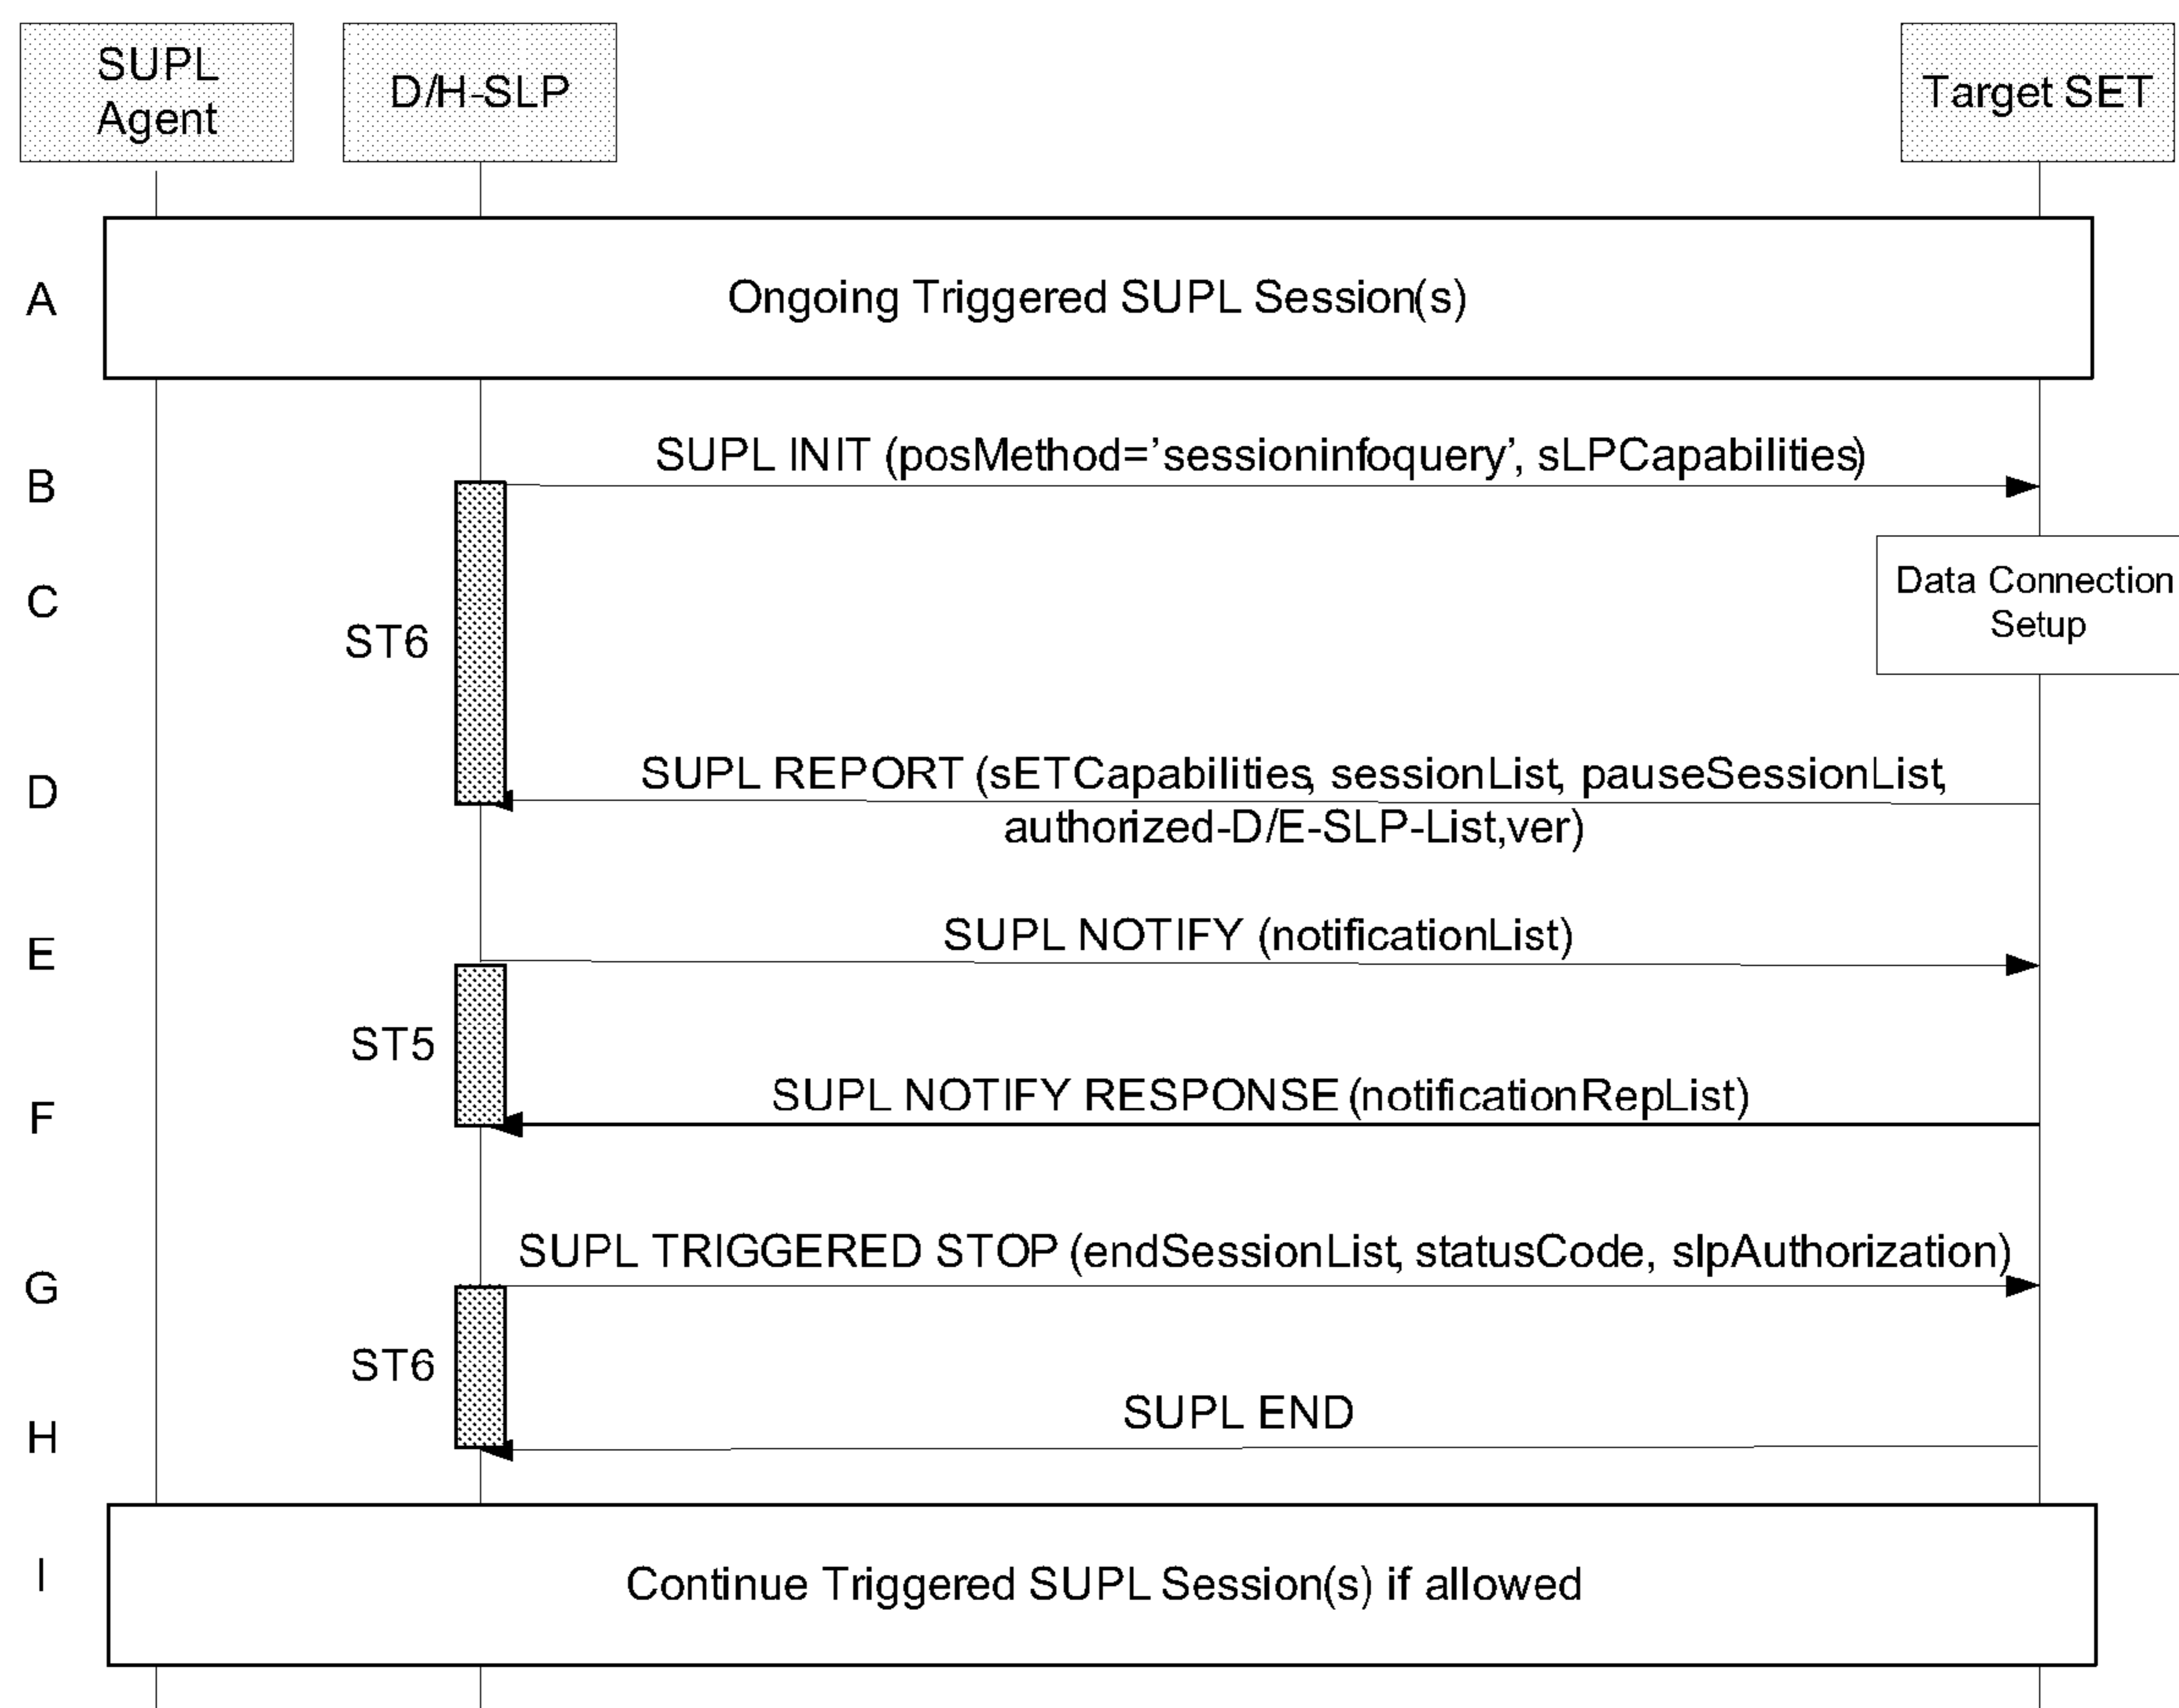 SUPL
Agent
D/H-SLP
Target SET
A
Ongoing Triggered SUPL Session(s)
SUPL INIT (posMethod=’sessioninfoquery’, sLPCapabilities)
B
C
Data Connection
Setup
ST6
SUPL REPORT (sETCapabilities, sessionList, pauseSessionList,
D
authorized-D/E-SLP-List,ver)
SUPL NOTIFY (notificationList)
E
ST5
SUPL NOTIFY RESPONSE (notificationRepList)
F
SUPL TRIGGERED STOP (endSessionList, statusCode, slpAuthorization)
G
ST6
SUPL END
H
I
Continue Triggered SUPL Session(s) if allowed